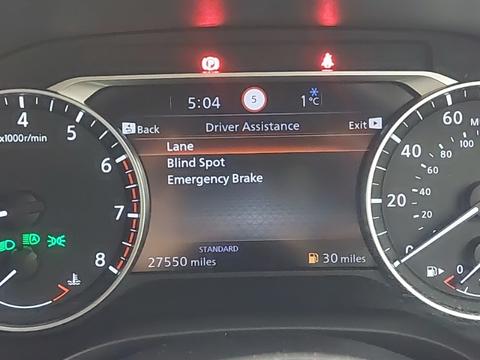 5:04 5 1°C
Back Driver Assistance Exit
Lane
Blind Spot
Emergency Brake
STANDARD
27550 miles 30 miles
4 5 6 7 8
x1000r/min
0 20 40 60
20 40 60 80 100
0